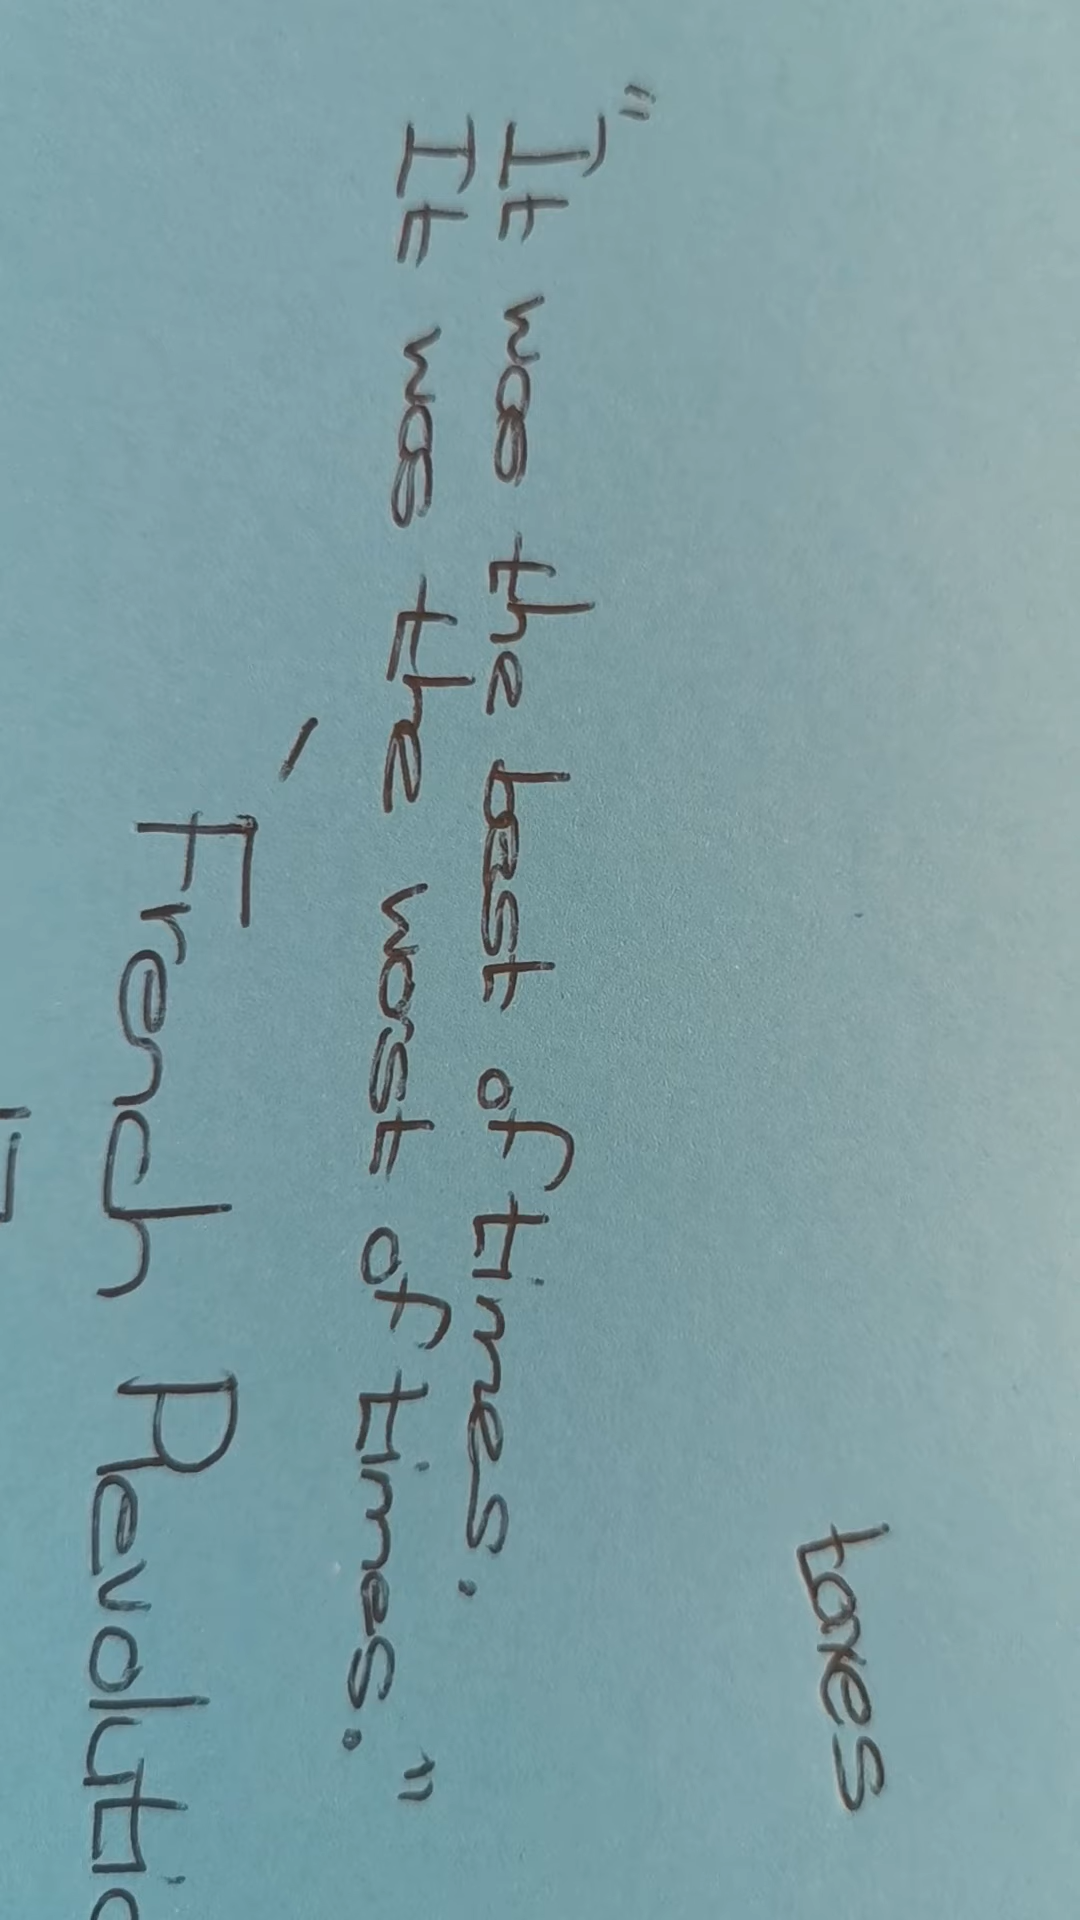 taxes
"It was the best of times.
It was the worst of times."
- French Revolutio